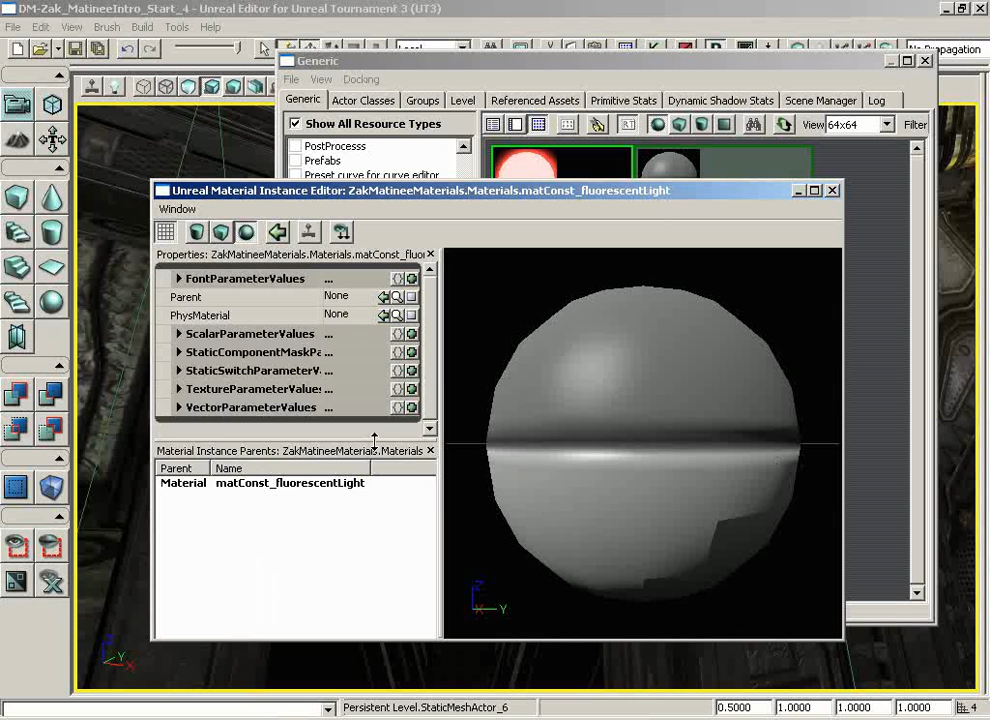 DM-Zak_MatineeIntro_Start_4 - Unreal Editor for Unreal Tournament 3 (UT3)
File Edit View Brush Build Tools Help
Local
No Propagation
Generic
File View Docking
Generic Actor Classes Groups Level Referenced Assets Primitive Stats Dynamic Shadow Stats Scene Manager Log
Show All Resource Types
View 64x64 Filter
PostProcesss
Prefabs
Preset curve for curve editor
Unreal Material Instance Editor: ZakMatineeMaterials.Materials.matConst_fluorescentLight
Window
Properties: ZakMatineeMaterials.Materials.matConst_fluor
FontParameterValues ...
Parent None
PhysMaterial None
ScalarParameterValues ...
StaticComponentMaskPa ...
StaticSwitchParameterV ...
TextureParameterValues ...
VectorParameterValues ...
Material Instance Parents: ZakMatineeMaterials.Materials
Parent Name
Material matConst_fluorescentLight
Z
X Y
Z
Y
X
Persistent Level.StaticMeshActor_6 0.5000 1.0000 1.0000 1.0000 4